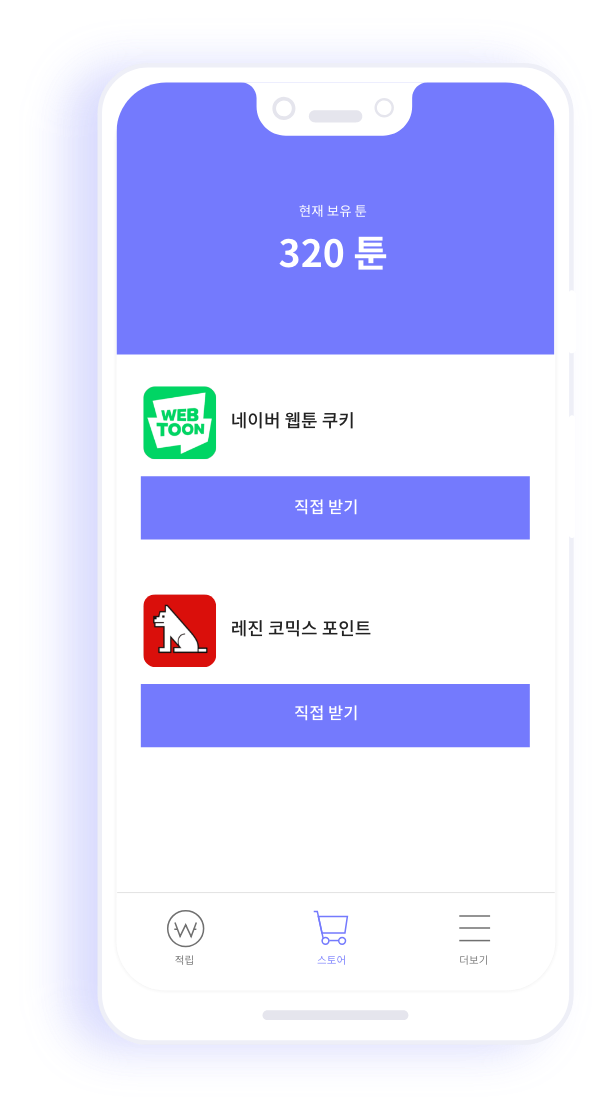 현재 보유 툰
320 툰
WEB
TOON
네이버 웹툰 쿠키
직접 받기
레진 코믹스 포인트
직접 받기
적립
스토어
더보기